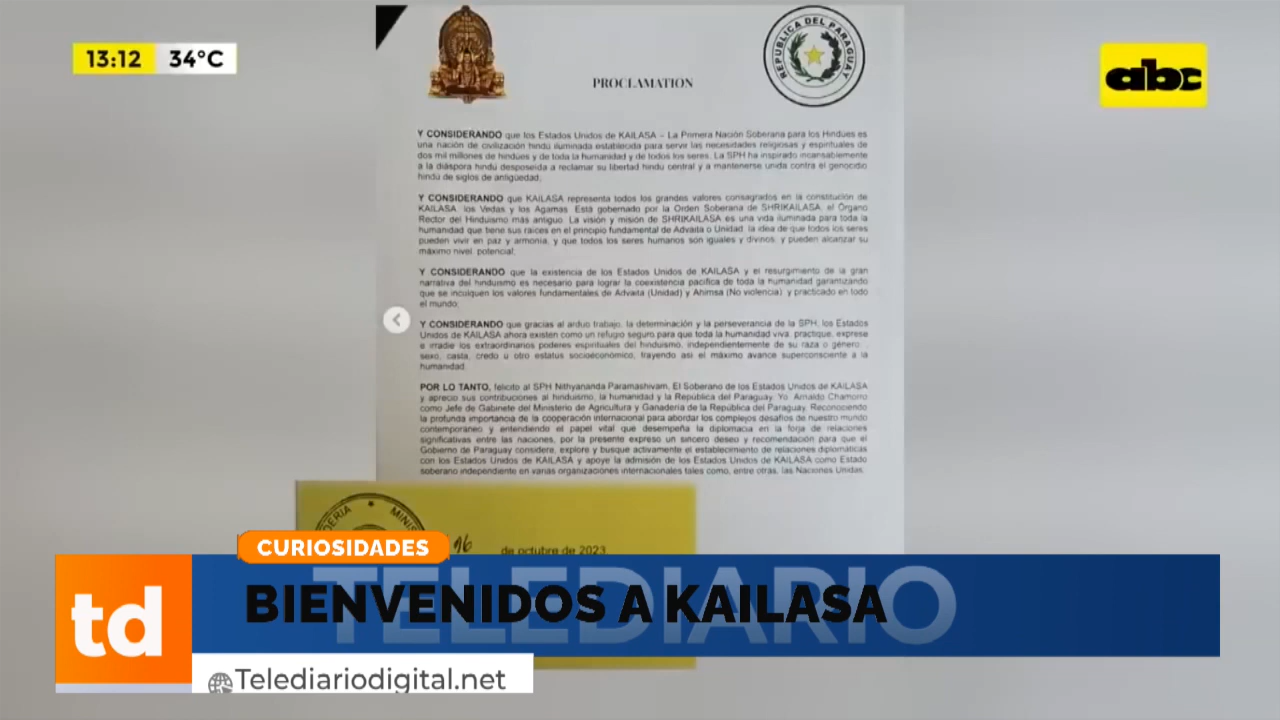 13:12 34°C
abc
REPUBLICA DEL PARAGUAY
PROCLAMATION
Y CONSIDERANDO que los Estados Unidos de KAILASA – La Primera Nación Soberana para los Hindues es
una nación de civilización hindú iluminada establecida para servir las necesidades religiosas y espirituales de
dos mil millones de hindues y de toda la humanidad y de todos los seres. La SPH ha inspirado incansablemente
a la diáspora hindú desposeida a reclamar su libertad hindú central y a mantenerse unida contra el genocidio
hindú de siglos de antigüedad.
Y CONSIDERANDO que KAILASA representa todos los grandes valores consagrados en la constitución de
KAILASA: los Vedas y los Agamas. Está gobernado por la Orden Soberana de SHRIKAILASA, el Órgano
Rector del Hinduismo más antiguo. La visión y misión de SHRIKAILASA es una vida iluminada para toda la
humanidad que tiene sus raíces en el principio fundamental de Advaita o Unidad, la idea de que todos los seres
pueden vivir en paz y armonía, y que todos los seres humanos son iguales y divinos, y pueden alcanzar su
máximo nivel. potencial.
Y CONSIDERANDO que la existencia de los Estados Unidos de KAILASA y el resurgimiento de la gran
narrativa del hinduismo es necesario para lograr la coexistencia pacífica de toda la humanidad garantizando
que se inculquen los valores fundamentales de Advaita (Unidad) y Ahimsa (No violencia) y practicado en todo
el mundo;
Y CONSIDERANDO que gracias al arduo trabajo, la determinación y la perseverancia de la SPH, los Estados
Unidos de KAILASA ahora existen como un refugio seguro para que toda la humanidad viva, practique, exprese
e irradie los extraordinarios poderes espirituales del hinduismo, independientemente de su raza o género.,
sexo, casta, credo u otro estatus socioeconómico, trayendo así el máximo avance superconsciente a la
humanidad.
POR LO TANTO, felicito al SPH Nithyananda Paramashivam, El Soberano de los Estados Unidos de KAILASA
y aprecio sus contribuciones al hinduismo, la humanidad y la República del Paraguay. Yo, Arnaldo Chamorro
como Jefe de Gabinete del Ministerio de Agricultura y Ganaderia de la República del Paraguay. Reconociendo
la profunda importancia de la cooperación internacional para abordar los complejos desafíos de nuestro mundo
contemporaneo y entendiendo el papel vital que desempeña la diplomacia en la forja de relaciones
significativas entre las naciones, por la presente expreso un sincero deseo y recomendación para que el
Gobierno de Paraguay considere, explore y busque activamente el establecimiento de relaciones diplomáticas
con los Estados Unidos de KAILASA y apoye la admisión de los Estados Unidos de KAILASA como Estado
soberano independiente en varias organizaciones internacionales tales como, entre otras, las Naciones Unidas.
de octubre de 2023
CURIOSIDADES
TELEDIARIO
BIENVENIDOS A KAILASA
td
Telediariodigital.net